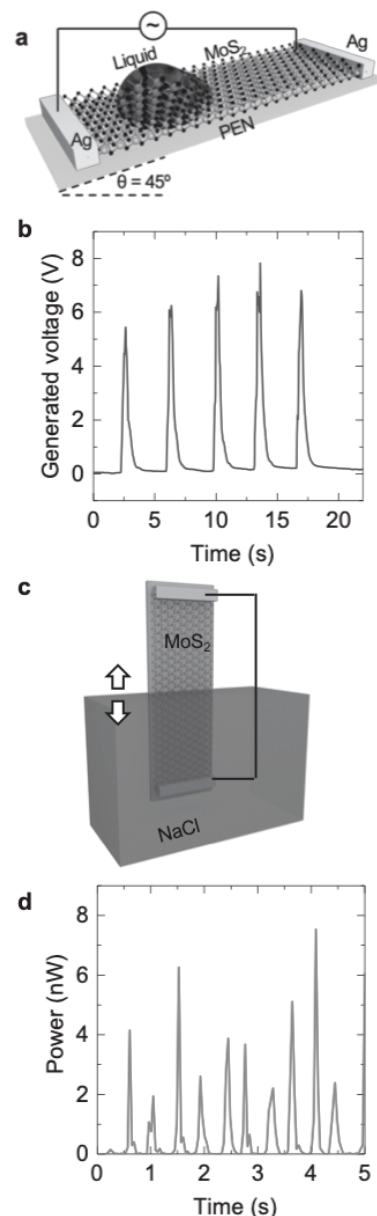 a
~
Liquid
MoS₂
Ag
Ag
PEN
θ = 45°
b
Generated voltage (V)
8
6
4
2
0
0 5 10 15 20
Time (s)
c
MoS₂
NaCl
d
Power (nW)
8
6
4
2
0
0 1 2 3 4 5
Time (s)